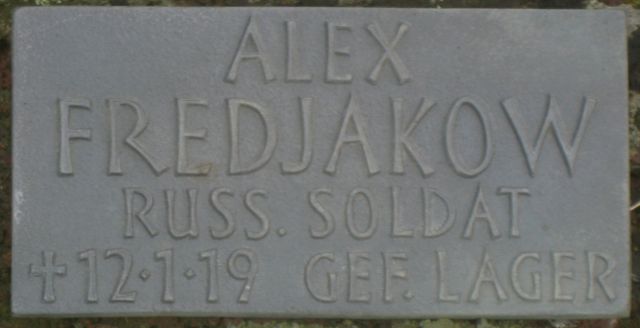 ALEX
FREDJAKOW
RUSS. SOLDAT
✝12·1·19 GEF. LAGER